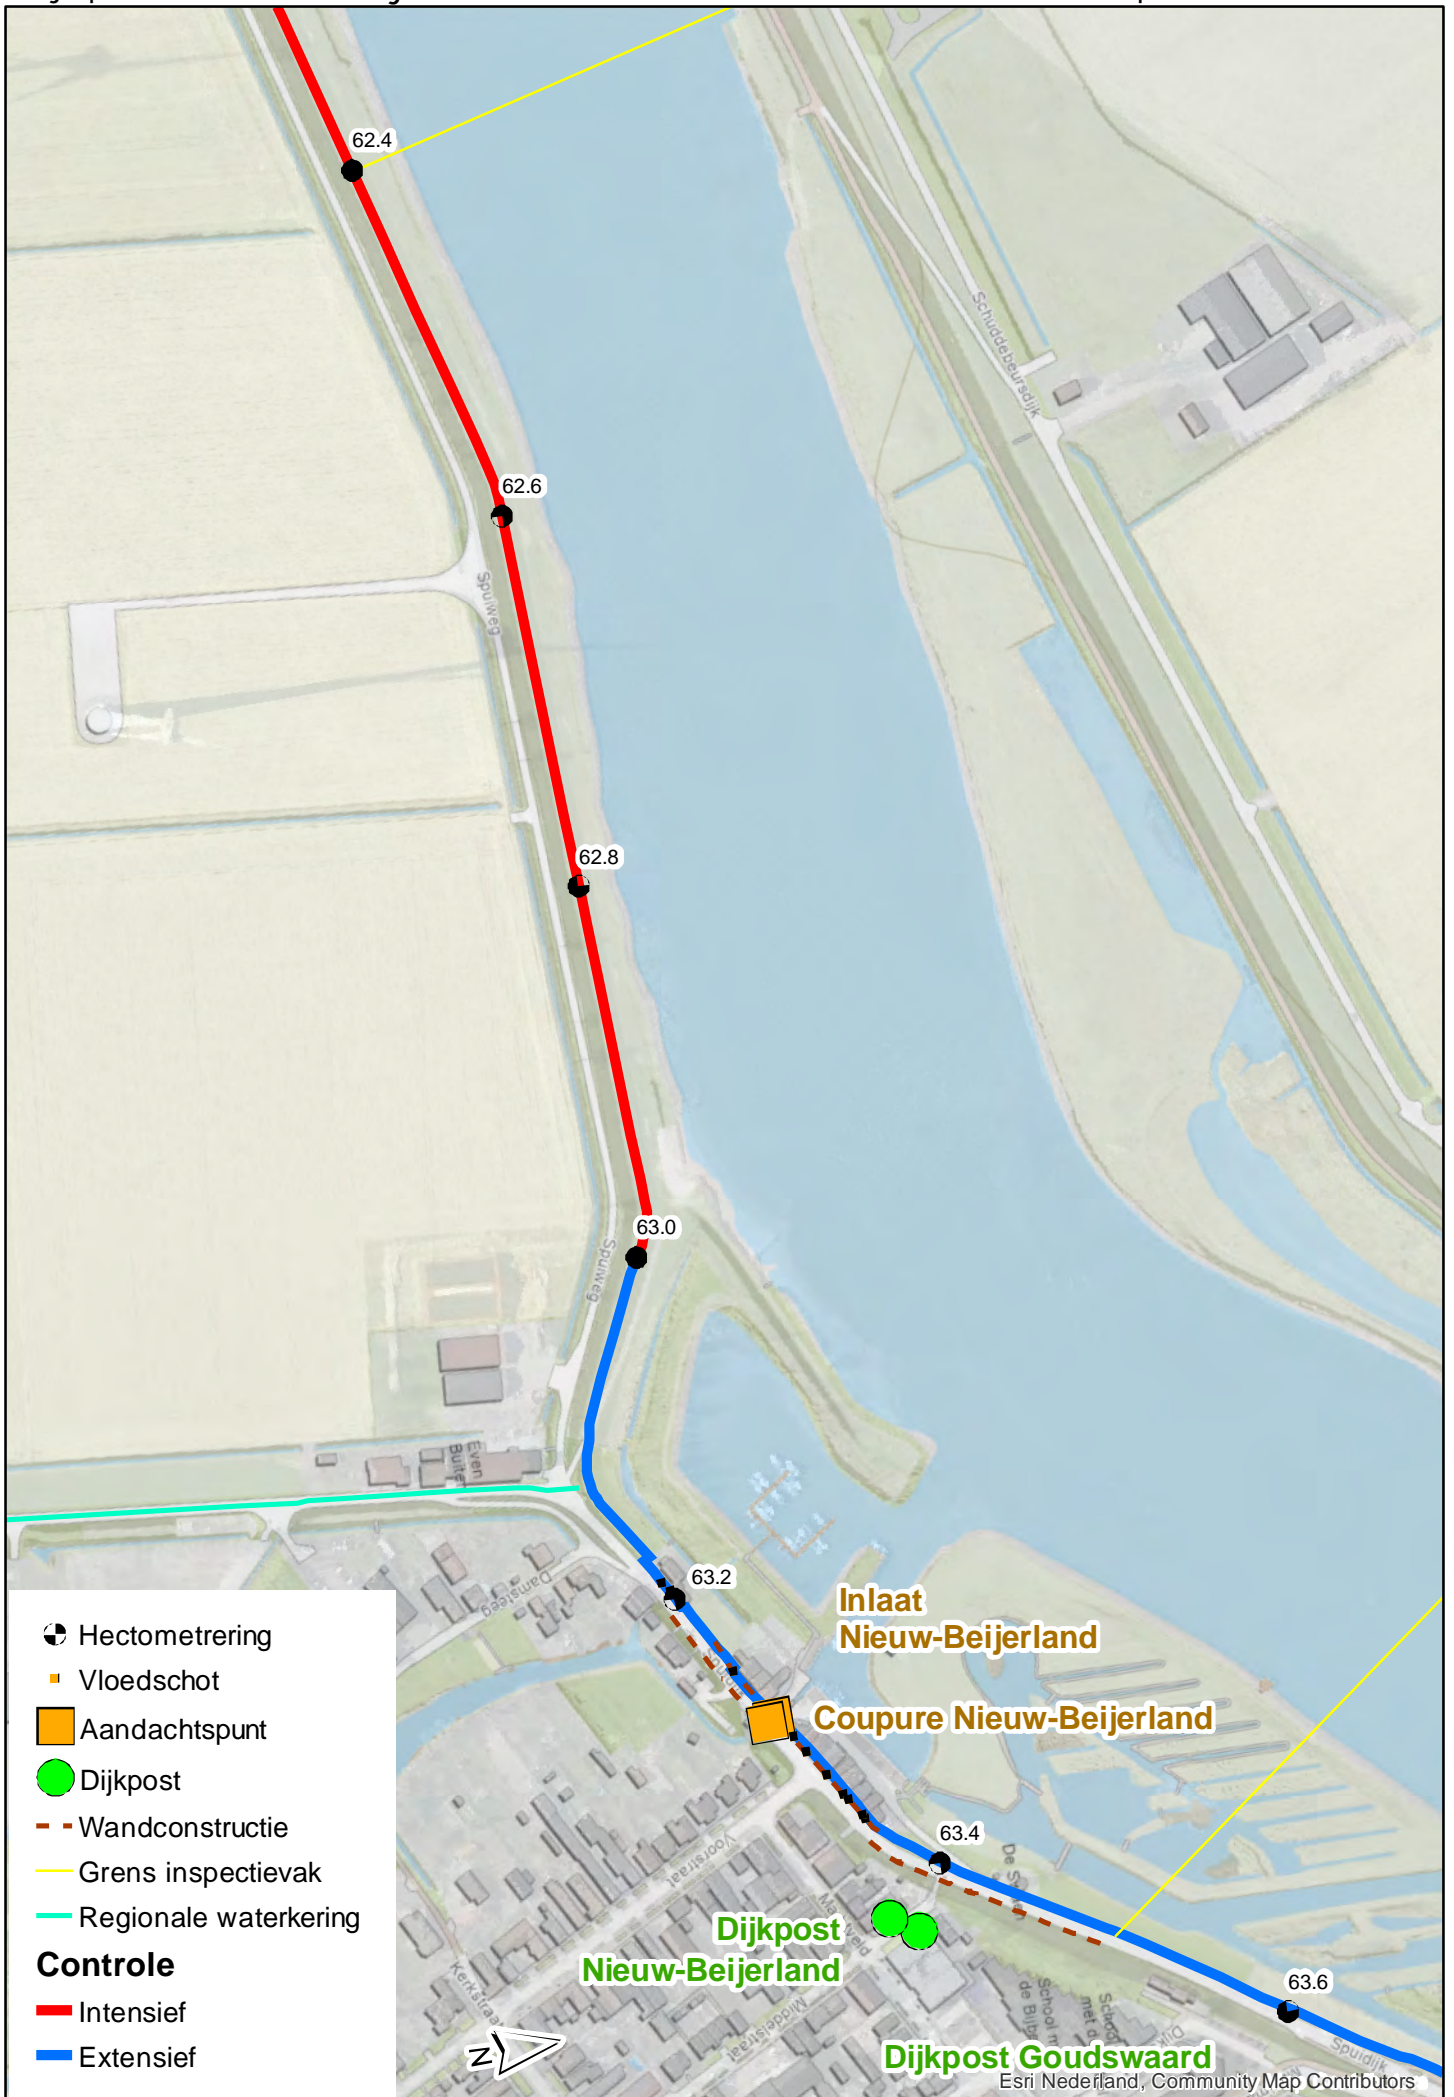 62.4
Schuddebeursdijk
62.6
Spuiweg
62.8
63.0
Spuiweg
Even
Buiten
63.2
Damsteeg
Inlaat
Nieuw-Beijerland
Coupure Nieuw-Beijerland
63.4
Voorstraat
Dijkpost
Nieuw-Beijerland
Kerkstraat
Middelstraat
63.6
Spuidijk
Dijkpost Goudswaard
Esri Nederland, Community Map Contributors
N
Hectometrering
Vloedschot
Aandachtspunt
Dijkpost
Wandconstructie
Grens inspectievak
Regionale waterkering
Controle
Intensief
Extensief